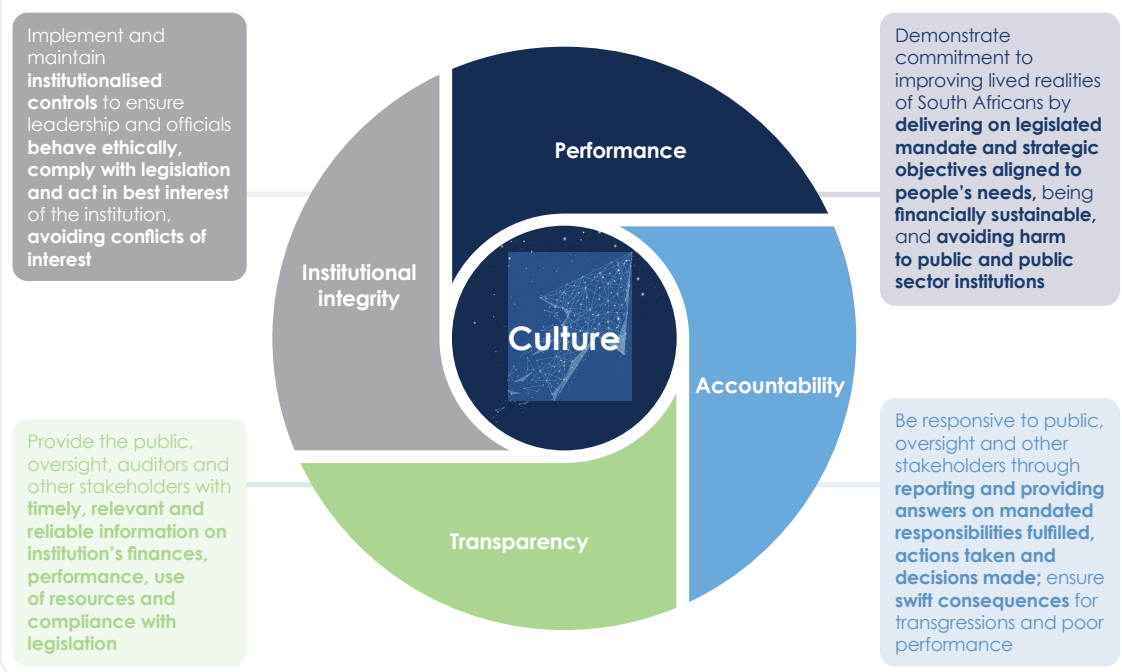 Implement and
maintain
institutionalised
controls to ensure
leadership and officials
behave ethically,
comply with legislation
and act in best interest
of the institution,
avoiding conflicts of
interest
Performance
Demonstrate
commitment to
improving lived realities
of South Africans by
delivering on legislated
mandate and strategic
objectives aligned to
people’s needs, being
financially sustainable,
and avoiding harm
to public and public
sector institutions
Institutional
integrity
Culture
Accountability
Provide the public,
oversight, auditors and
other stakeholders with
timely, relevant and
reliable information on
institution’s finances,
performance, use
of resources and
compliance with
legislation
Transparency
Be responsive to public,
oversight and other
stakeholders through
reporting and providing
answers on mandated
responsibilities fulfilled,
actions taken and
decisions made; ensure
swift consequences for
transgressions and poor
performance